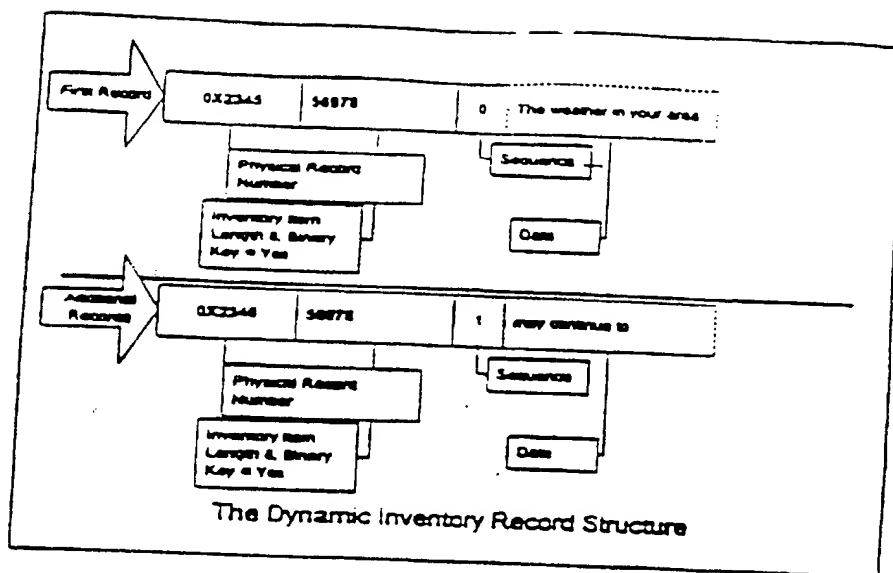 First Record
0X2345 56978 0 The weather in your area
Sequence
Physical Record
Number
Inventory Item
Length & Binary
Key = Yes
Data
Additional
Records
0X2346 56978 1 may continue to
Sequence
Physical Record
Number
Inventory Item
Length & Binary
Key = Yes
Data
The Dynamic Inventory Record Structure